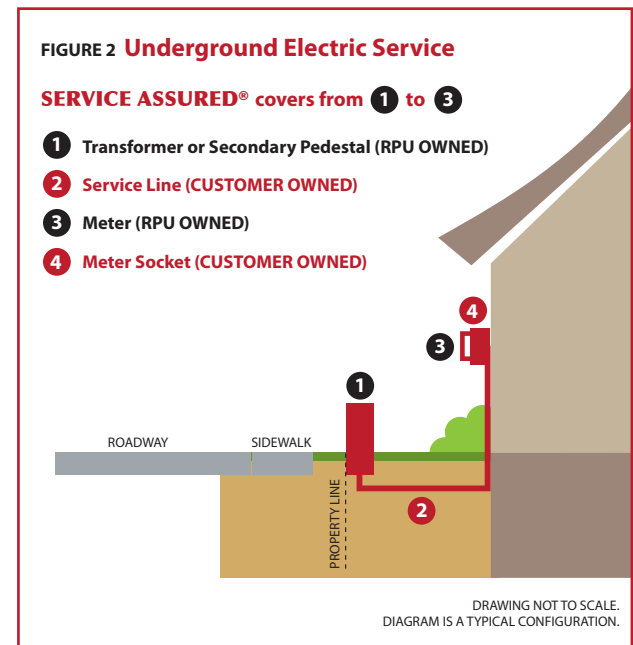 FIGURE 2 Underground Electric Service
SERVICE ASSURED® covers from 1 to 3
1 Transformer or Secondary Pedestal (RPU OWNED)
2 Service Line (CUSTOMER OWNED)
3 Meter (RPU OWNED)
4 Meter Socket (CUSTOMER OWNED)
4
3
1
ROADWAY SIDEWALK
PROPERTY LINE
2
DRAWING NOT TO SCALE.
DIAGRAM IS A TYPICAL CONFIGURATION.